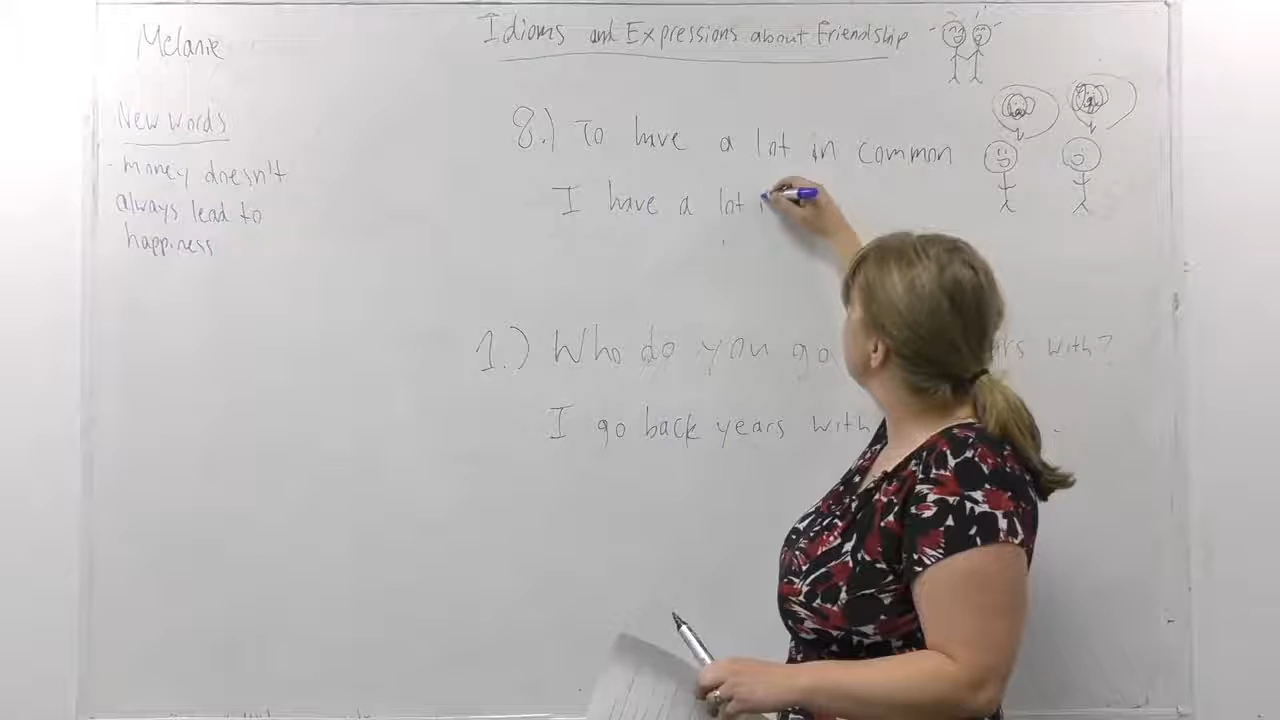 Melanie
Idioms and Expressions about Friendship
New words
- money doesn't
always lead to
happiness
8.) To have a lot in common
I have a lot
1.) Who do you go with?
I go back years with